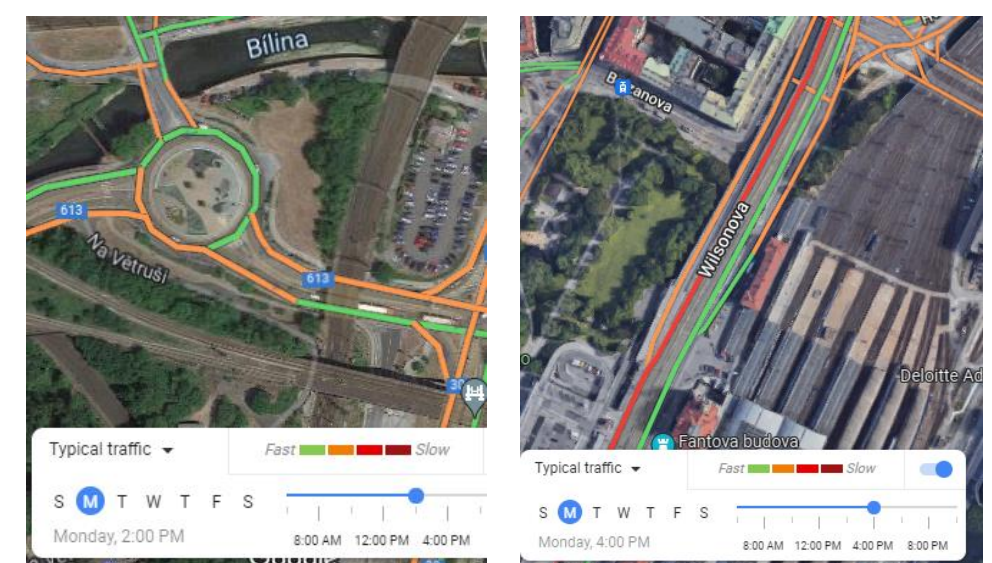 Bílina
613
Na Větruši
613
30
Typical traffic
Fast
Slow
S M T W T F S
Monday, 2:00 PM
8:00 AM 12:00 PM 4:00 PM
Wilsonova
Deloitte Ad
Fantova budova
Typical traffic
Fast
Slow
S M T W T F S
Monday, 4:00 PM
8:00 AM 12:00 PM 4:00 PM 8:00 PM